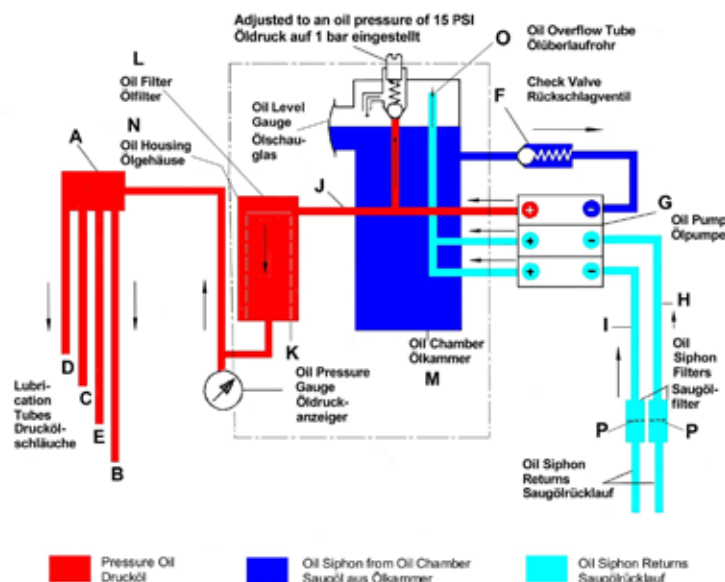 Adjusted to an oil pressure of 15 PSI
Öldruck auf 1 bar eingestellt
L
Oil Filter
Ölfilter
O
Oil Overflow Tube
Ölüberlaufrohr
F
Check Valve
Rückschlagventil
Oil Level
Gauge
Ölschau-
glas
N
Oil Housing
Ölgehäuse
A
J
G
Oil Pump
Ölpumpe
+
-
+
-
+
-
H
I
K
Oil Chamber
Ölkammer
M
Oil
Siphon
Filters
Saugöl-
filter
D
C
E
B
Lubri-
cation
Tubes
Druckööl-
schläuche
Oil Pressure
Gauge
Öldruck-
anzeiger
P
P
Oil Siphon
Returns
Saugölrücklauf
Pressure Oil
Drucköl
Oil Siphon from Oil Chamber
Saugöl aus Ölkammer
Oil Siphon Returns
Saugölrücklauf